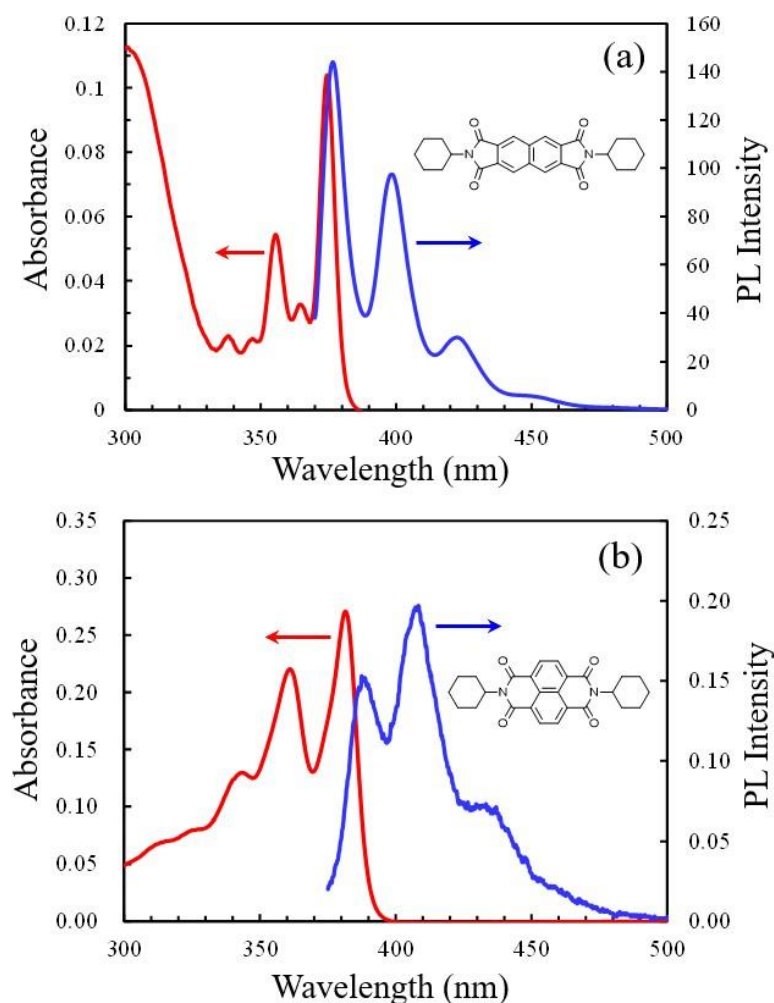 (a)
0.12
0.1
0.08
0.06
0.04
0.02
0
Absorbance
160
140
120
100
80
60
40
20
0
PL Intensity
O
O
N
N
O
O
300
350
400
450
500
Wavelength (nm)
(b)
0.35
0.30
0.25
0.20
0.15
0.10
0.05
0.00
Absorbance
0.25
0.20
0.15
0.10
0.05
0.00
PL Intensity
O
O
N
N
O
O
300
350
400
450
500
Wavelength (nm)